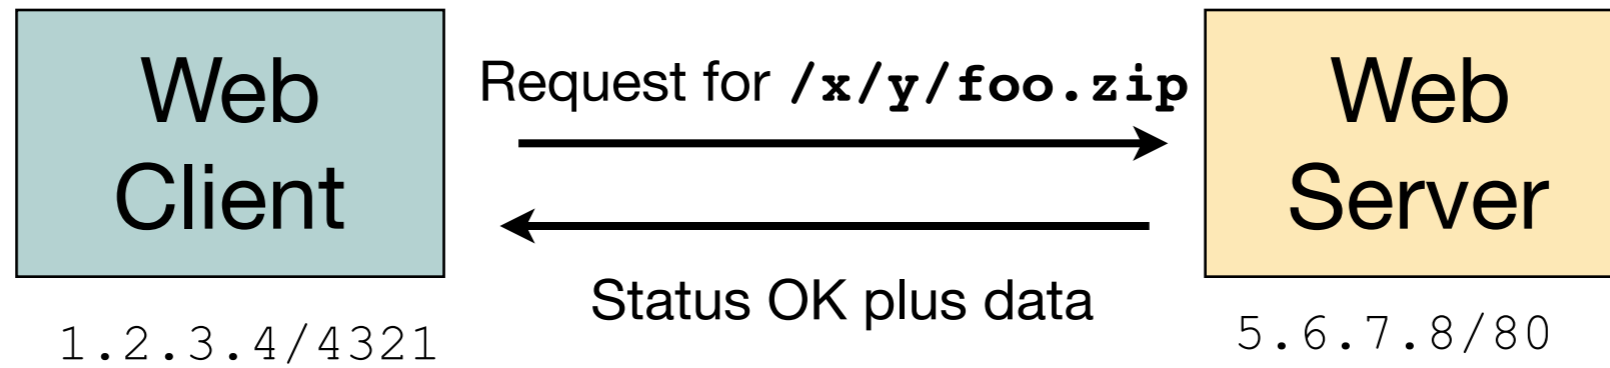 Web
Client
Request for /x/y/foo.zip
Status OK plus data
Web
Server
1.2.3.4/4321
5.6.7.8/80